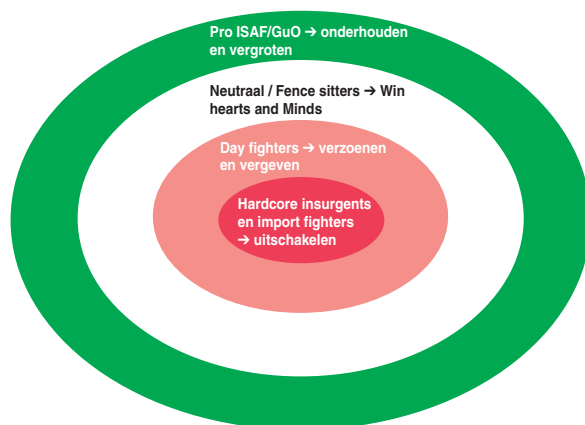 Pro ISAF/GuO → onderhouden
en vergroten
Neutraal / Fence sitters → Win
hearts and Minds
Day fighters → verzoenen
en vergeven
Hardcore insurgents
en import fighters
→ uitschakelen